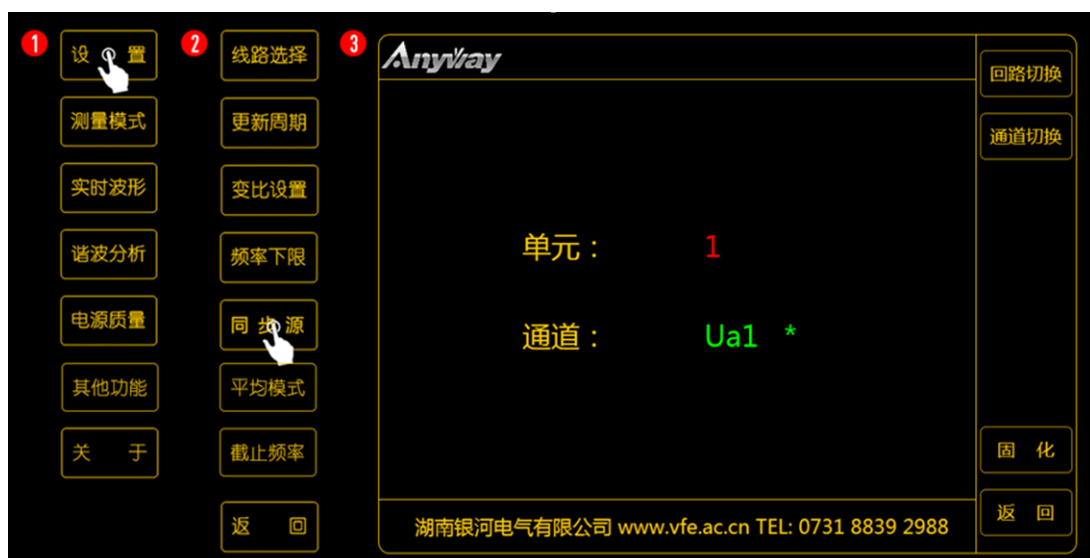 1
设 置
测量模式
实时波形
谐波分析
电源质量
其他功能
关 于
2
线路选择
更新周期
变比设置
频率下限
同 步 源
平均模式
截止频率
返 回
3
AnyWay
单元： 1
通道： Ua1 *
湖南银河电气有限公司 www.vfe.ac.cn TEL: 0731 8839 2988
回路切换
通道切换
固 化
返 回